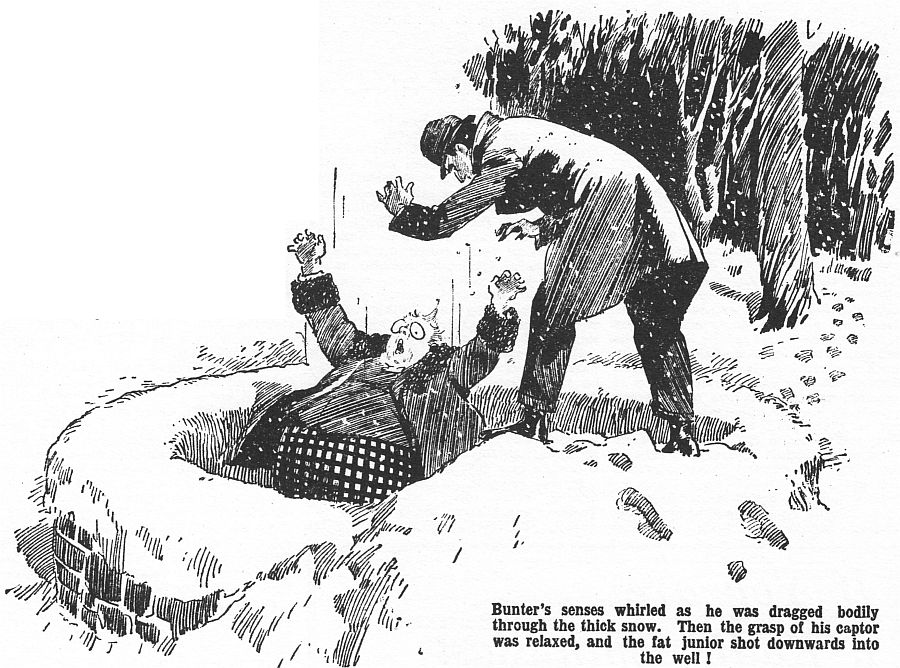 Bunter's senses whirled as he was dragged bodily
through the thick snow. Then the grasp of his captor
was relaxed, and the fat junior shot downwards into
the well !